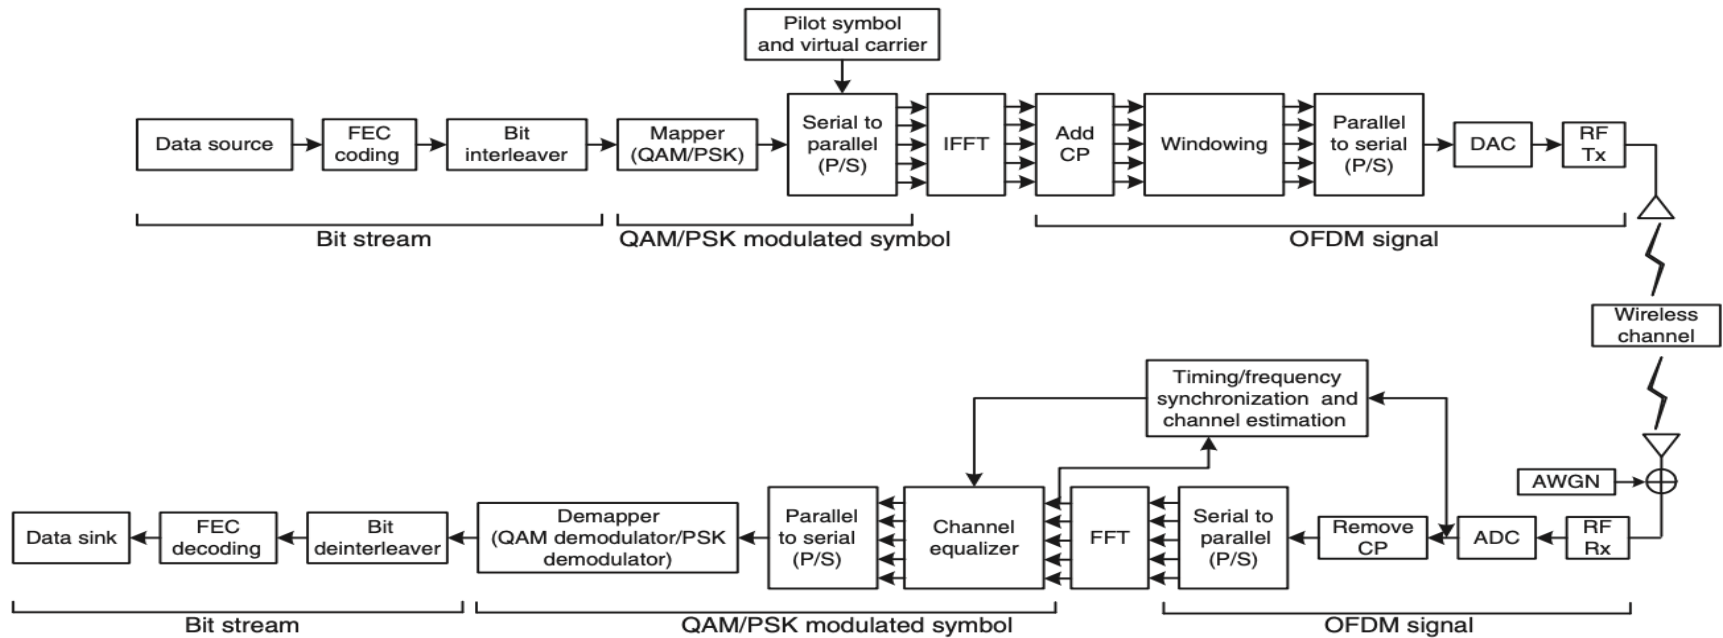 Pilot symbol
and virtual carrier
Data source
FEC
coding
Bit
interleaver
Mapper
(QAM/PSK)
Serial to
parallel
(P/S)
IFFT
Add
CP
Windowing
Parallel
to serial
(P/S)
DAC
RF
Tx
Bit stream
QAM/PSK modulated symbol
OFDM signal
Wireless
channel
Timing/frequency
synchronization and
channel estimation
AWGN
Data sink
FEC
decoding
Bit
deinterleaver
Demapper
(QAM demodulator/PSK
demodulator)
Parallel
to serial
(P/S)
Channel
equalizer
FFT
Serial to
parallel
(P/S)
Remove
CP
ADC
RF
Rx
Bit stream
QAM/PSK modulated symbol
OFDM signal